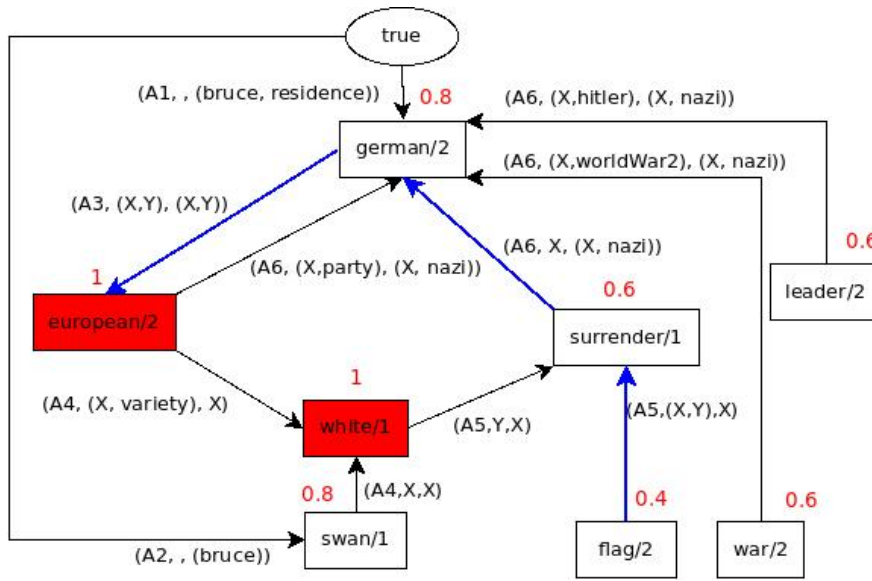 true
(A1, , (bruce, residence))
0.8
(A6, (X,hitler), (X, nazi))
german/2
(A6, (X,worldWar2), (X, nazi))
(A3, (X,Y), (X,Y))
(A6, X, (X, nazi))
0.6
(A6, (X,party), (X, nazi))
1
0.6
leader/2
european/2
surrender/1
1
(A4, (X, variety), X)
white/1
(A5,Y,X)
(A5,(X,Y),X)
0.8
(A4,X,X)
0.4
0.6
swan/1
(A2, , (bruce))
flag/2
war/2